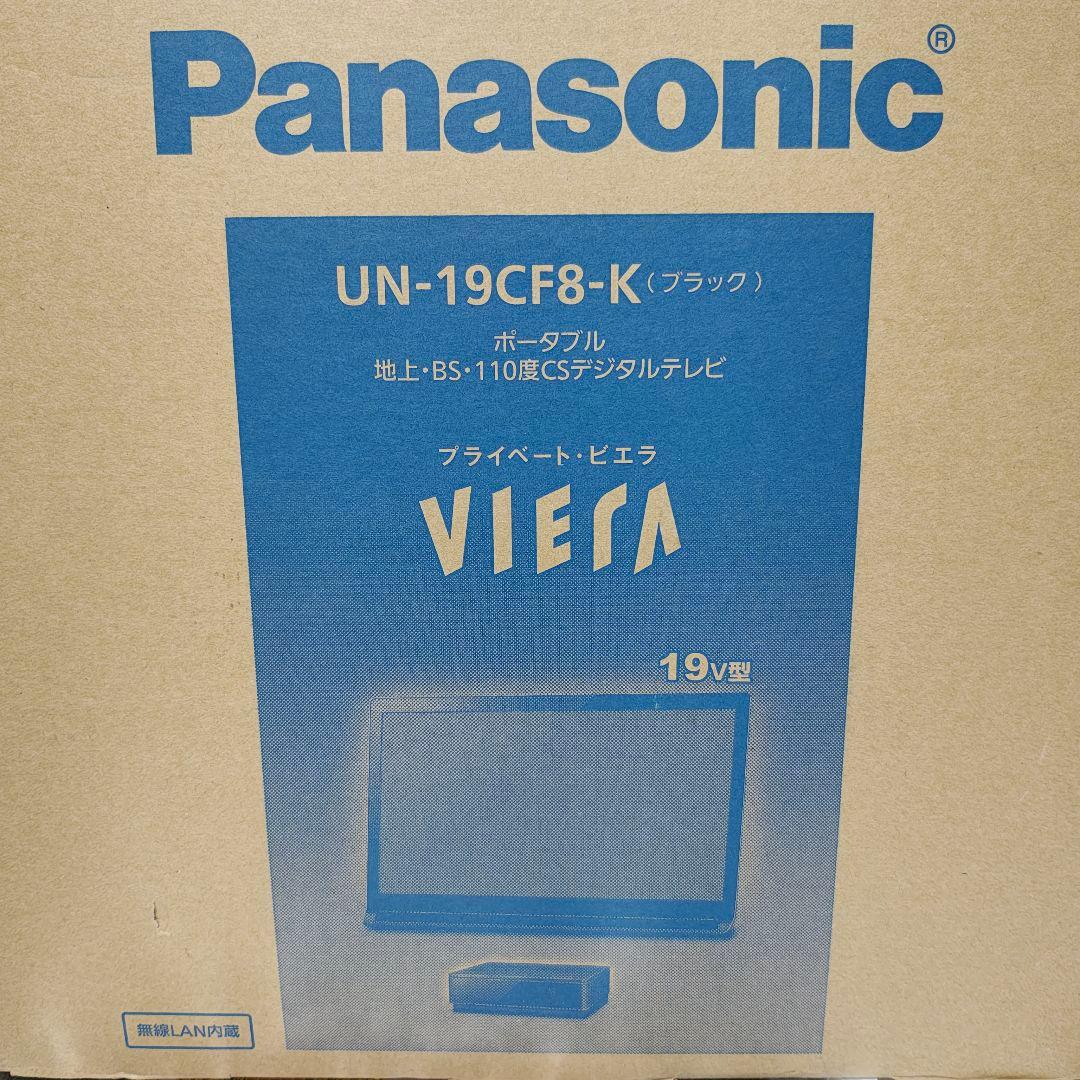 Panasonic®
UN-19CF8-K（ブラック）
ポータブル
地上・BS・110度CSデジタルテレビ
プライベート・ビエラ
VIERA
19V型
無線LAN内蔵